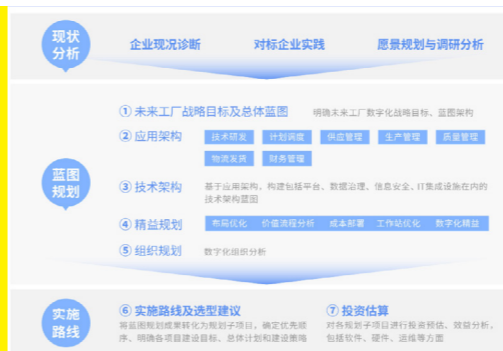 现状
分析
企业现况诊断 对标企业实践 愿景规划与调研分析
蓝图
规划
① 未来工厂战略目标及总体蓝图 明确未来工厂数字化战略目标、蓝图架构
② 应用架构 技术研发 计划调度 供应管理 生产管理 质量管理
物流发货 财务管理
③ 技术架构 基于应用架构，构建包括平台、数据治理、信息安全、IT集成设施在内的
技术架构蓝图
④ 精益规划 布局优化 价值流程分析 成本部署 工作站优化 数字化精益
⑤ 组织规划 数字化组织分析
实施
路线
⑥ 实施路线及选型建议 ⑦ 投资估算
将蓝图规划成果转化为规划子项目，确定优先顺 对各规划子项目进行投资预估、效益分析，
序、明确各项目建设目标、总体计划和建设策略 包括软件、硬件、运维等方面